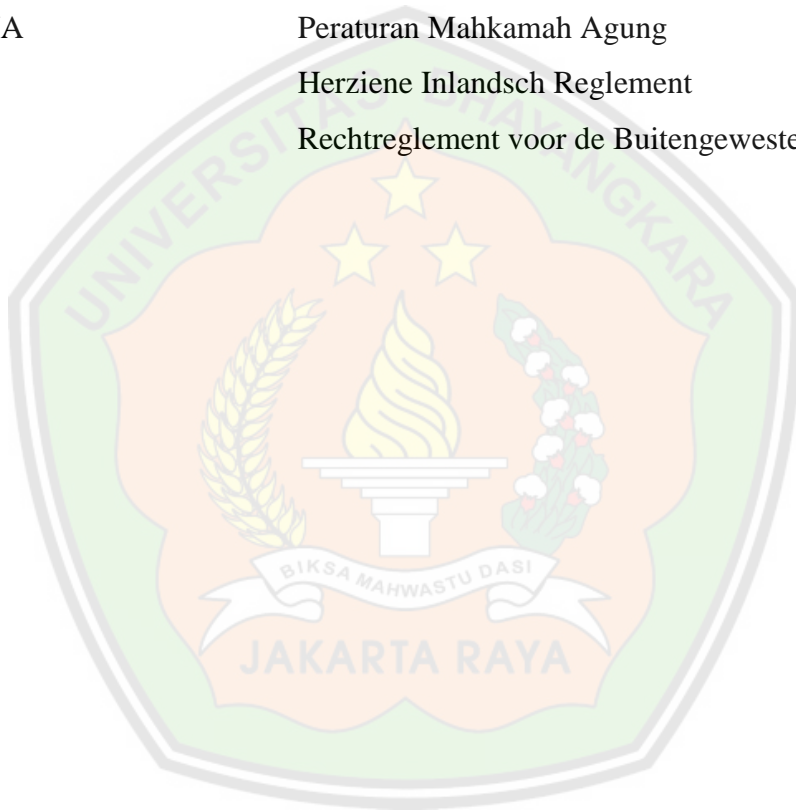 A Peraturan Mahkamah Agung
Herziene Inlandsch Reglement
Rechtreglement voor de Buitengeweste
UNIVERSITAS BHAYANGKARA
BIKSA MAHWASTU DASI
JAKARTA RAYA